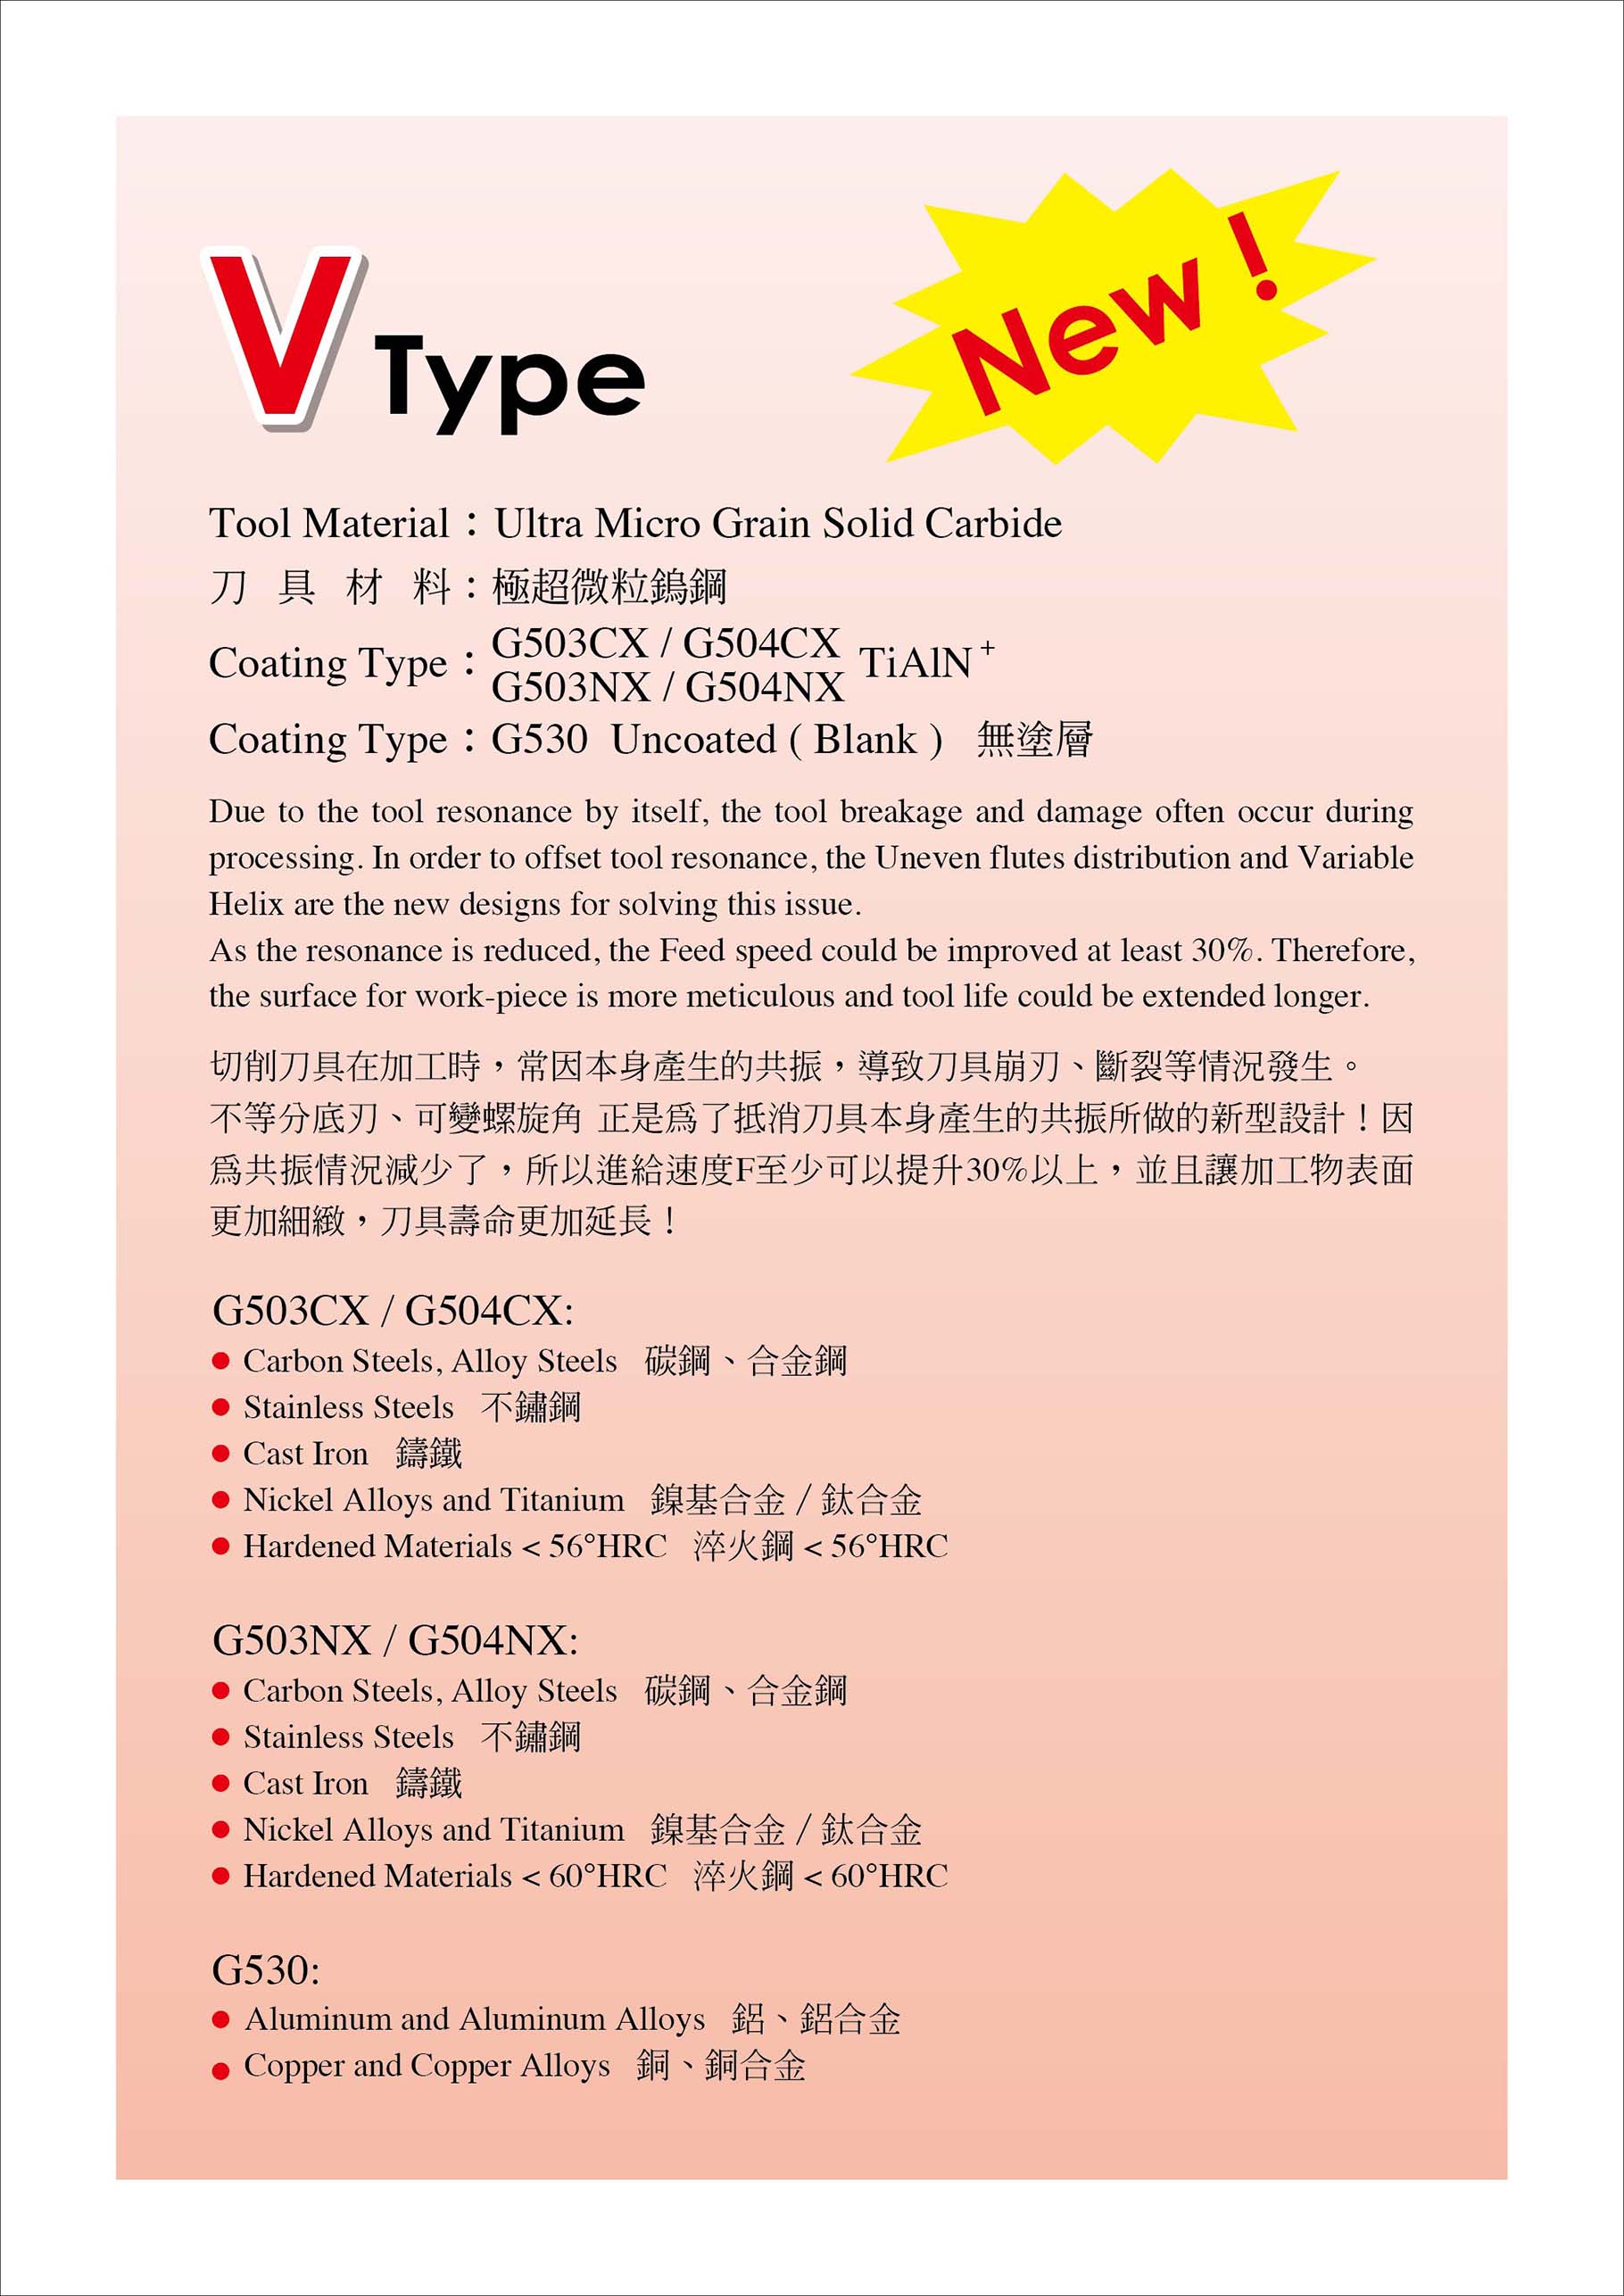 V Type
New !
Tool Material：Ultra Micro Grain Solid Carbide
刀 具 材 料：極超微粒鎢鋼
Coating Type：G503CX / G504CX
G503NX / G504NX TiAlN⁺
Coating Type：G530 Uncoated ( Blank ) 無塗層
Due to the tool resonance by itself, the tool breakage and damage often occur during
processing. In order to offset tool resonance, the Uneven flutes distribution and Variable
Helix are the new designs for solving this issue.
As the resonance is reduced, the Feed speed could be improved at least 30%. Therefore,
the surface for work-piece is more meticulous and tool life could be extended longer.
切削刀具在加工時，常因本身產生的共振，導致刀具崩刃、斷裂等情況發生。
不等分底刃、可變螺旋角 正是為了抵消刀具本身產生的共振所做的新型設計！因
為共振情況減少了，所以進給速度F至少可以提升30%以上，並且讓加工物表面
更加細緻，刀具壽命更加延長！
G503CX / G504CX:
● Carbon Steels, Alloy Steels 碳鋼、合金鋼
● Stainless Steels 不鏽鋼
● Cast Iron 鑄鐵
● Nickel Alloys and Titanium 鎳基合金 / 鈦合金
● Hardened Materials < 56°HRC 淬火鋼 < 56°HRC
G503NX / G504NX:
● Carbon Steels, Alloy Steels 碳鋼、合金鋼
● Stainless Steels 不鏽鋼
● Cast Iron 鑄鐵
● Nickel Alloys and Titanium 鎳基合金 / 鈦合金
● Hardened Materials < 60°HRC 淬火鋼 < 60°HRC
G530:
● Aluminum and Aluminum Alloys 鋁、鋁合金
● Copper and Copper Alloys 銅、銅合金